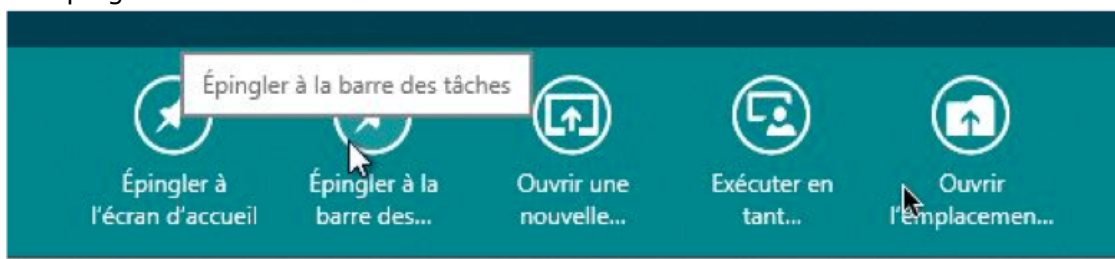 Épingler à la barre des tâches
Épingler à
l'écran d'accueil
Épingler à la
barre des...
Ouvrir une
nouvelle...
Exécuter en
tant...
Ouvrir
l'emplacemen...